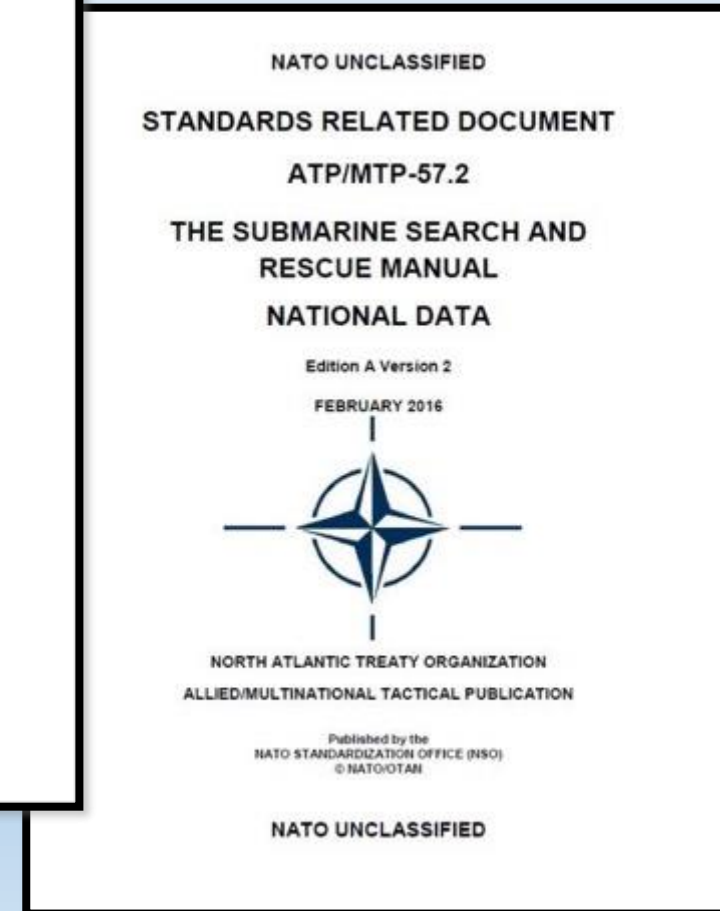 NATO UNCLASSIFIED
STANDARDS RELATED DOCUMENT
ATP/MTP-57.2
THE SUBMARINE SEARCH AND
RESCUE MANUAL
NATIONAL DATA
Edition A Version 2
FEBRUARY 2016
NORTH ATLANTIC TREATY ORGANIZATION
ALLIED/MULTINATIONAL TACTICAL PUBLICATION
Published by the
NATO STANDARDIZATION OFFICE (NSO)
© NATO/OTAN
NATO UNCLASSIFIED